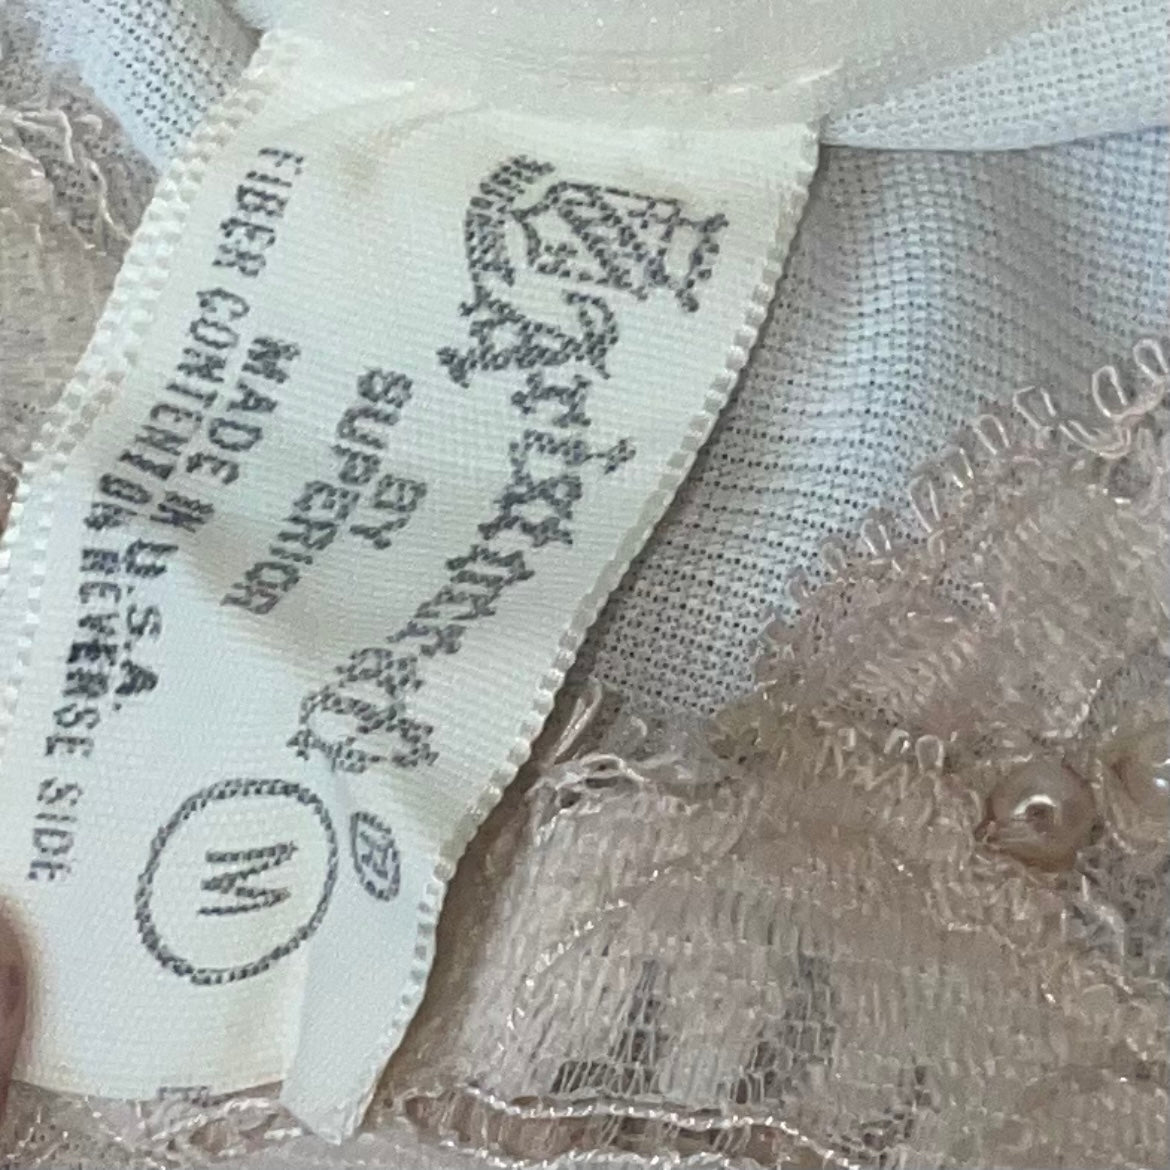 ®
BY
SUPERIOR
MADE IN U.S.A.
FIBER CONTENT ON REVERSE SIDE
M